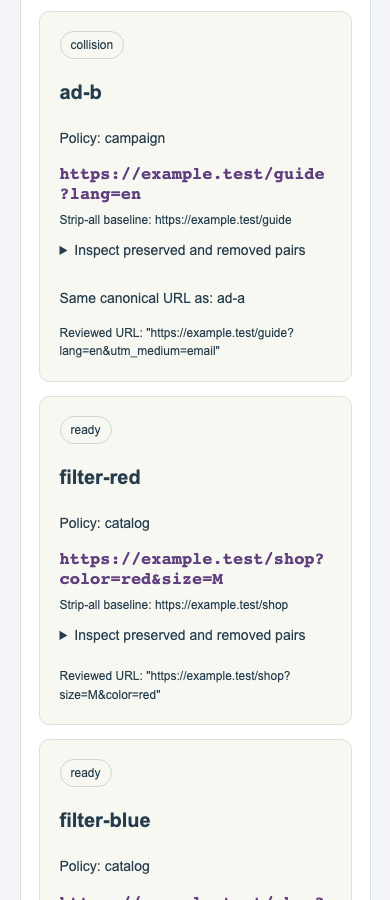 collision
ad-b
Policy: campaign
https://example.test/guide
?lang=en
Strip-all baseline: https://example.test/guide
▶ Inspect preserved and removed pairs
Same canonical URL as: ad-a
Reviewed URL: "https://example.test/guide?
lang=en&utm_medium=email"
ready
filter-red
Policy: catalog
https://example.test/shop?
color=red&size=M
Strip-all baseline: https://example.test/shop
▶ Inspect preserved and removed pairs
Reviewed URL: "https://example.test/shop?
size=M&color=red"
ready
filter-blue
Policy: catalog